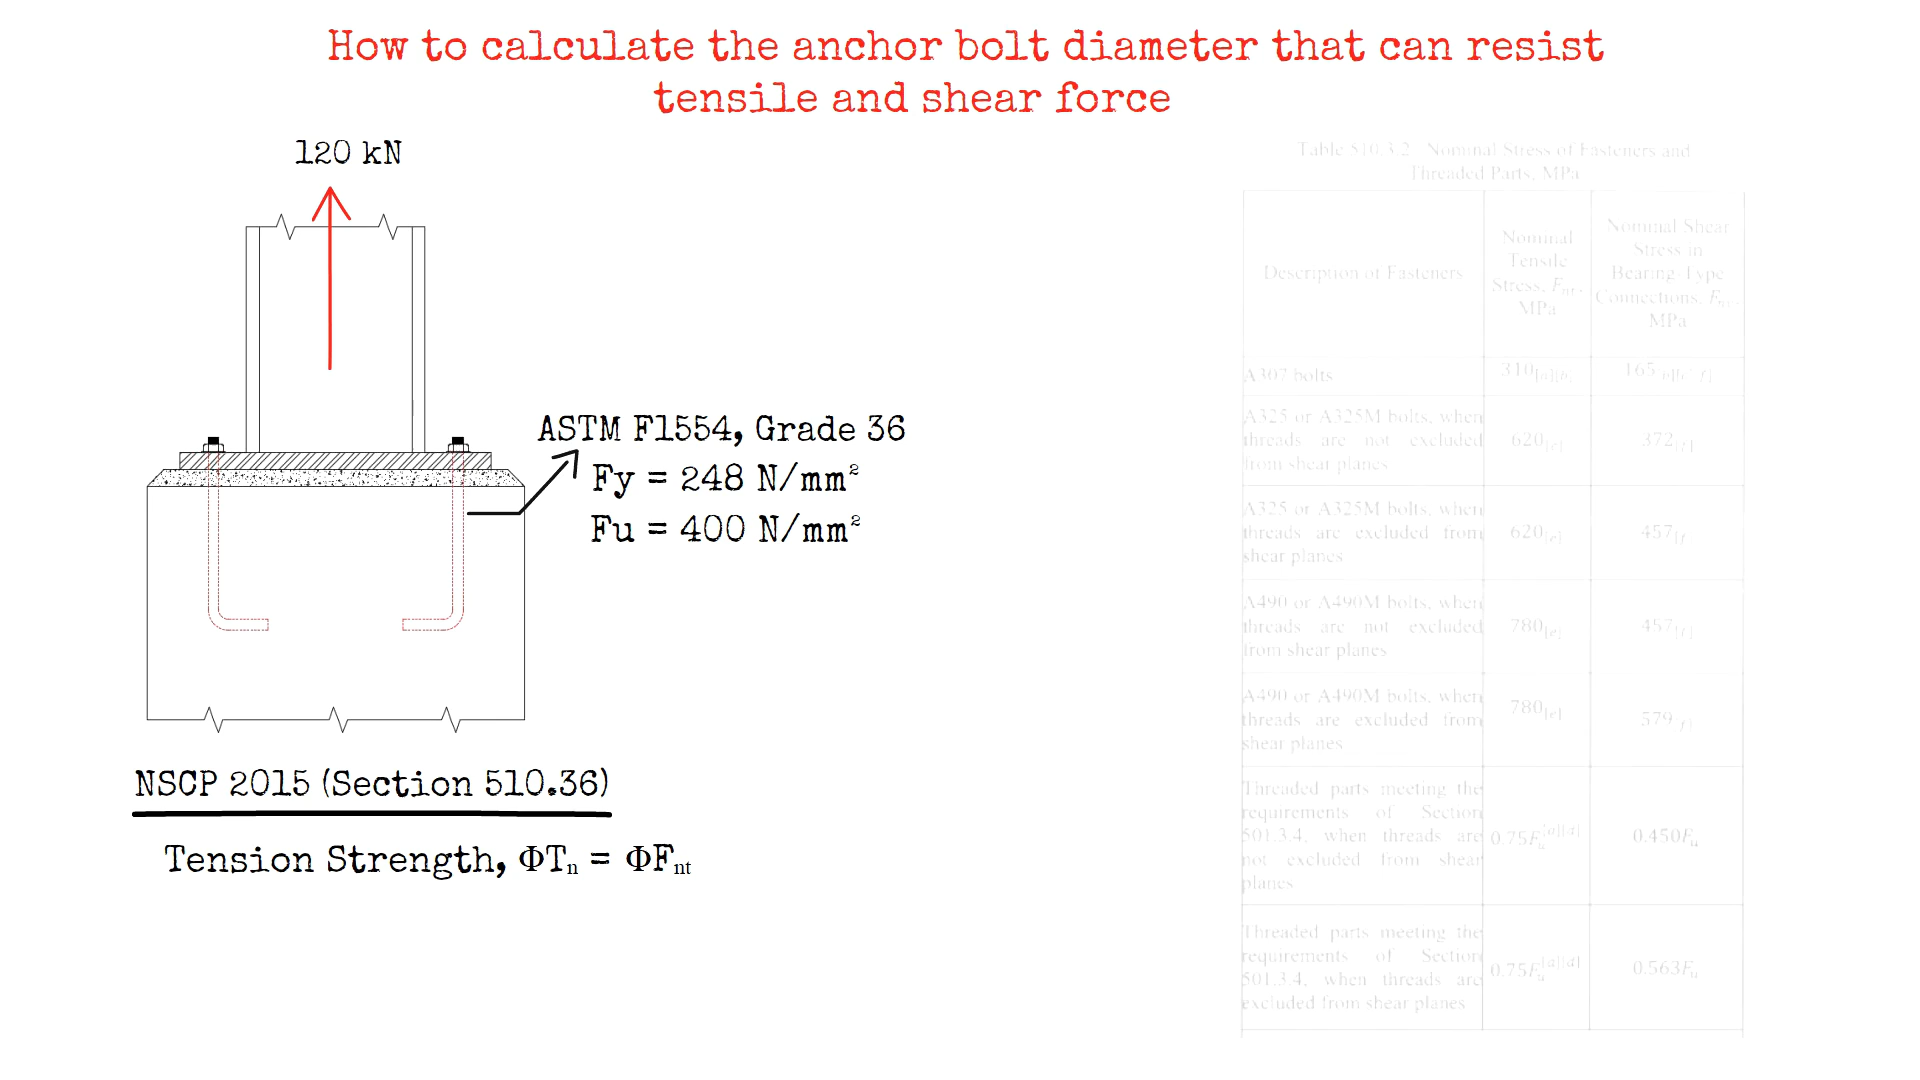 How to calculate the anchor bolt diameter that can resist
tensile and shear force
120 kN
ASTM F1554, Grade 36
Fy = 248 N/mm²
Fu = 400 N/mm²
NSCP 2015 (Section 510.36)
Tension Strength, ΦTn = ΦFnt
Table 510.3.2 Nominal Stress of Fasteners and
Threaded Parts, MPa
Description of Fasteners
Nominal
Tensile
Stress, Fnt,
MPa
Nominal Shear
Stress in
Bearing-Type
Connections, Fnv,
MPa
A307 bolts
310[a][b]
165
A325 or A325M bolts, when
threads are not excluded
from shear planes
620[e]
372[f]
A325 or A325M bolts, when
threads are excluded from
shear planes
620[e]
457[f]
A490 or A490M bolts, when
threads are not excluded
from shear planes
780[e]
457[f]
A490 or A490M bolts, when
threads are excluded from
shear planes
780[e]
579[f]
Threaded parts meeting the
requirements of Section
501.3.4, when threads are
not excluded from shear
planes
0.75Fu[a][d]
0.450Fu
Threaded parts meeting the
requirements of Section
501.3.4, when threads are
excluded from shear planes
0.75Fu[a][d]
0.563Fu